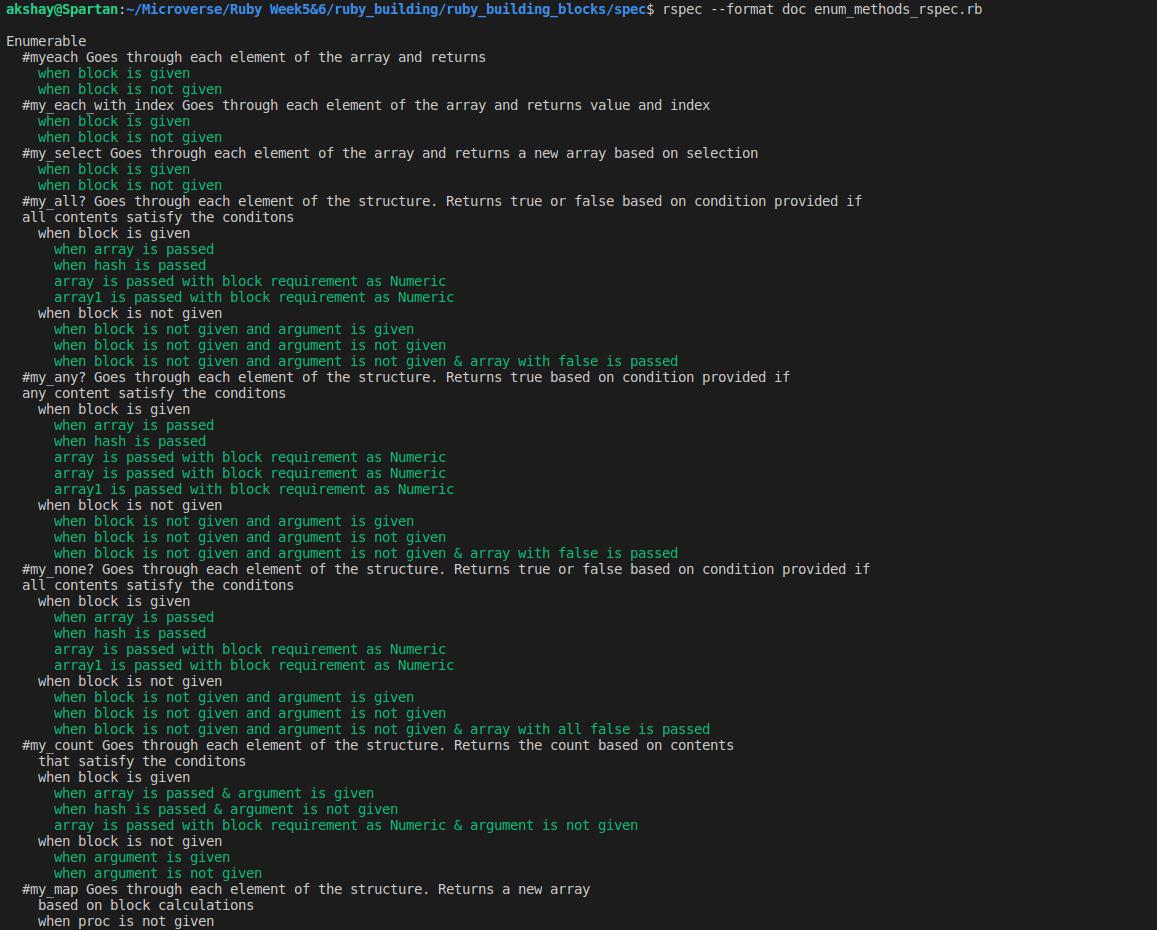 akshay@Spartan:~/Microverse/Ruby Week5&6/ruby_building/ruby_building_blocks/spec$ rspec --format doc enum_methods_rspec.rb
Enumerable
#myeach Goes through each element of the array and returns
when block is given
when block is not given
#my_each_with_index Goes through each element of the array and returns value and index
when block is given
when block is not given
#my_select Goes through each element of the array and returns a new array based on selection
when block is given
when block is not given
#my_all? Goes through each element of the structure. Returns true or false based on condition provided if
all contents satisfy the conditons
when block is given
when array is passed
when hash is passed
array is passed with block requirement as Numeric
array1 is passed with block requirement as Numeric
when block is not given
when block is not given and argument is given
when block is not given and argument is not given
when block is not given and argument is not given & array with false is passed
#my_any? Goes through each element of the structure. Returns true based on condition provided if
any content satisfy the conditons
when block is given
when array is passed
when hash is passed
array is passed with block requirement as Numeric
array is passed with block requirement as Numeric
array1 is passed with block requirement as Numeric
when block is not given
when block is not given and argument is given
when block is not given and argument is not given
when block is not given and argument is not given & array with false is passed
#my_none? Goes through each element of the structure. Returns true or false based on condition provided if
all contents satisfy the conditons
when block is given
when array is passed
when hash is passed
array is passed with block requirement as Numeric
array1 is passed with block requirement as Numeric
when block is not given
when block is not given and argument is given
when block is not given and argument is not given
when block is not given and argument is not given & array with all false is passed
#my_count Goes through each element of the structure. Returns the count based on contents
that satisfy the conditons
when block is given
when array is passed & argument is given
when hash is passed & argument is not given
array is passed with block requirement as Numeric & argument is not given
when block is not given
when argument is given
when argument is not given
#my_map Goes through each element of the structure. Returns a new array
based on block calculations
when proc is not given